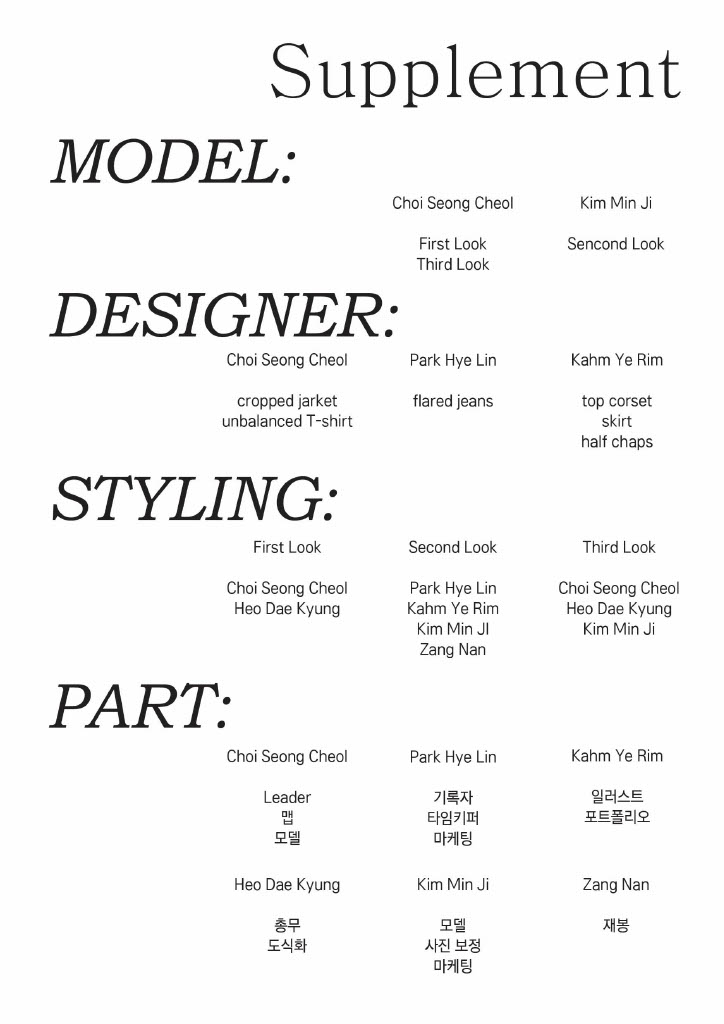 Supplement
MODEL:
Choi Seong Cheol
First Look
Third Look
Kim Min Ji
Sencond Look
DESIGNER:
Choi Seong Cheol
cropped jarket
unbalanced T-shirt
Park Hye Lin
flared jeans
Kahm Ye Rim
top corset
skirt
half chaps
STYLING:
First Look
Choi Seong Cheol
Heo Dae Kyung
Second Look
Park Hye Lin
Kahm Ye Rim
Kim Min JI
Zang Nan
Third Look
Choi Seong Cheol
Heo Dae Kyung
Kim Min Ji
PART:
Choi Seong Cheol
Leader
맵
모델
Park Hye Lin
기록자
타임키퍼
마케팅
Kahm Ye Rim
일러스트
포트폴리오
Heo Dae Kyung
총무
도식화
Kim Min Ji
모델
사진 보정
마케팅
Zang Nan
재봉